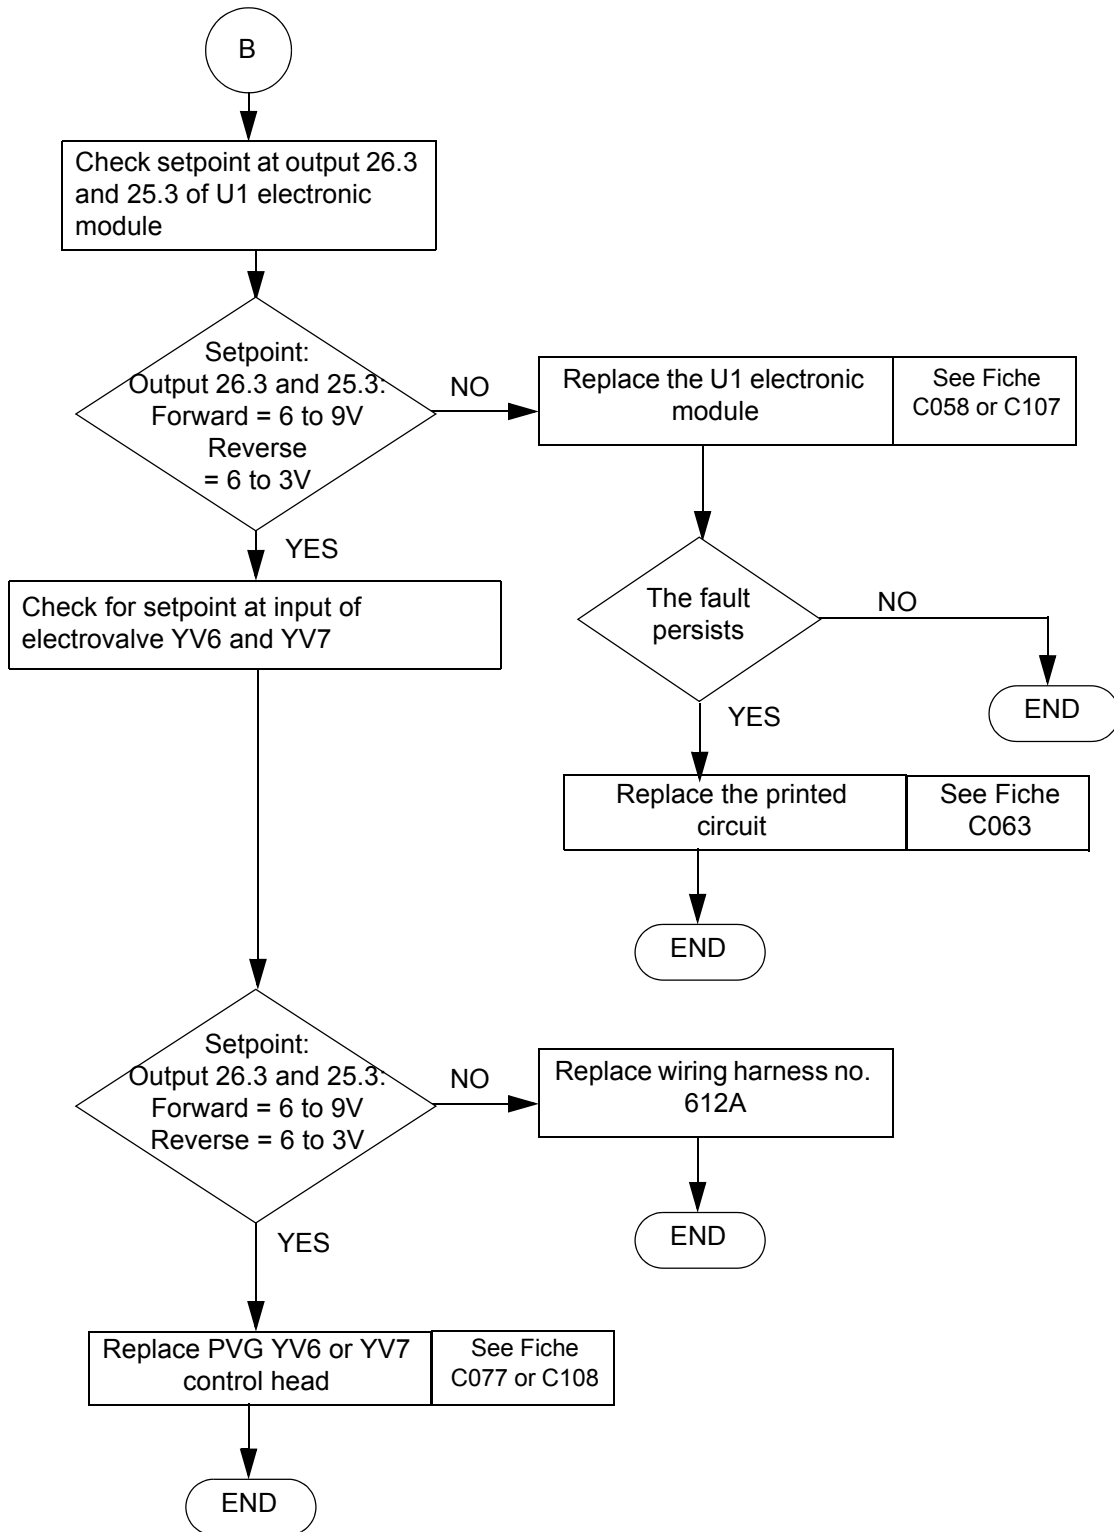 B
Check setpoint at output 26.3
and 25.3 of U1 electronic
module
Setpoint:
Output 26.3 and 25.3:
Forward = 6 to 9V
Reverse
= 6 to 3V
NO
Replace the U1 electronic
module
See Fiche
C058 or C107
YES
The fault
persists
NO
END
YES
Replace the printed
circuit
See Fiche
C063
END
Check for setpoint at input of
electrovalve YV6 and YV7
Setpoint:
Output 26.3 and 25.3:
Forward = 6 to 9V
Reverse = 6 to 3V
NO
Replace wiring harness no.
612A
END
YES
Replace PVG YV6 or YV7
control head
See Fiche
C077 or C108
END